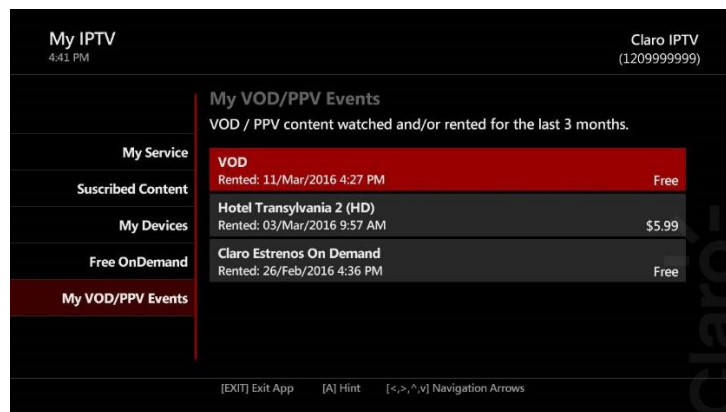 My IPTV
4:41 PM
Claro IPTV
(1209999999)
My Service
Suscribed Content
My Devices
Free OnDemand
My VOD/PPV Events
My VOD/PPV Events
VOD / PPV content watched and/or rented for the last 3 months.
VOD
Rented: 11/Mar/2016 4:27 PM Free
Hotel Transylvania 2 (HD)
Rented: 03/Mar/2016 9:57 AM $5.99
Claro Estrenos On Demand
Rented: 26/Feb/2016 4:36 PM Free
[EXIT] Exit App [A] Hint [<,>,^,v] Navigation Arrows
Claro-